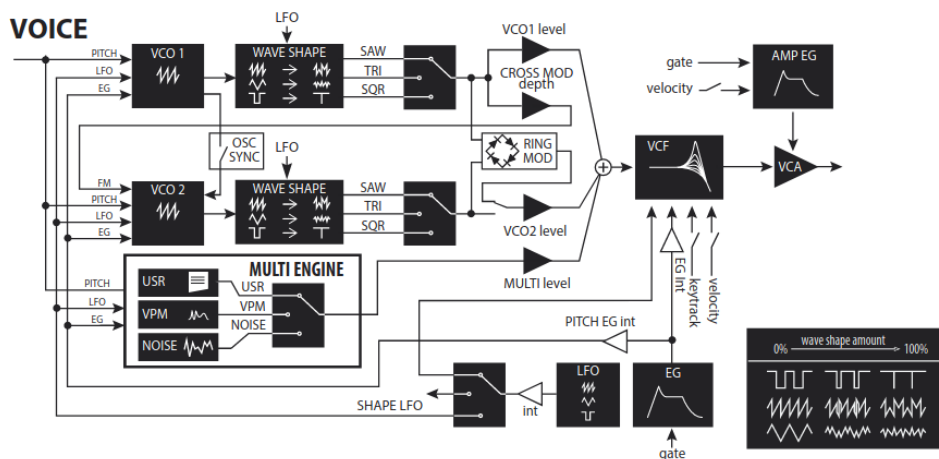 VOICE
PITCH
LFO
EG
VCO 1
LFO
WAVE SHAPE
SAW
TRI
SQR
VCO1 level
CROSS MOD
depth
OSC
SYNC
RING
MOD
FM
PITCH
LFO
EG
VCO 2
LFO
WAVE SHAPE
SAW
TRI
SQR
VCO2 level
MULTI level
gate
velocity
AMP EG
VCF
VCA
EG Int
keytrack
velocity
PITCH
LFO
EG
MULTI ENGINE
USR
VPM
NOISE
USR
VPM
NOISE
PITCH EG int
SHAPE LFO
int
LFO
EG
gate
wave shape amount
0% 100%